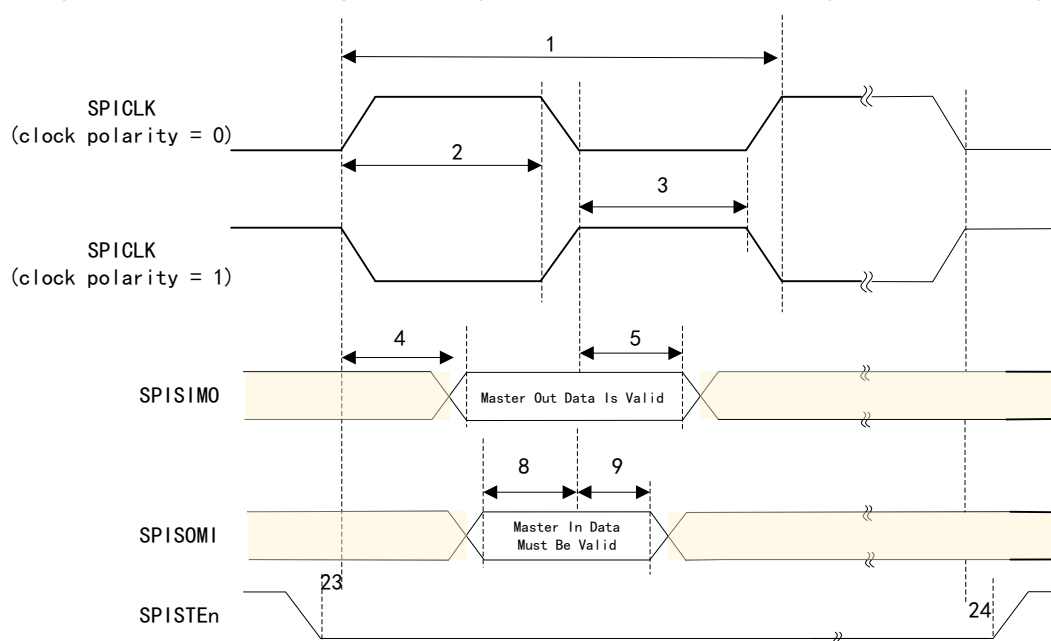 1
SPICLK
(clock polarity = 0)
2
3
SPICLK
(clock polarity = 1)
4
5
SPISIMO
Master Out Data Is Valid
8
9
SPISOMI
Master In Data
Must Be Valid
23
SPISTEn
24